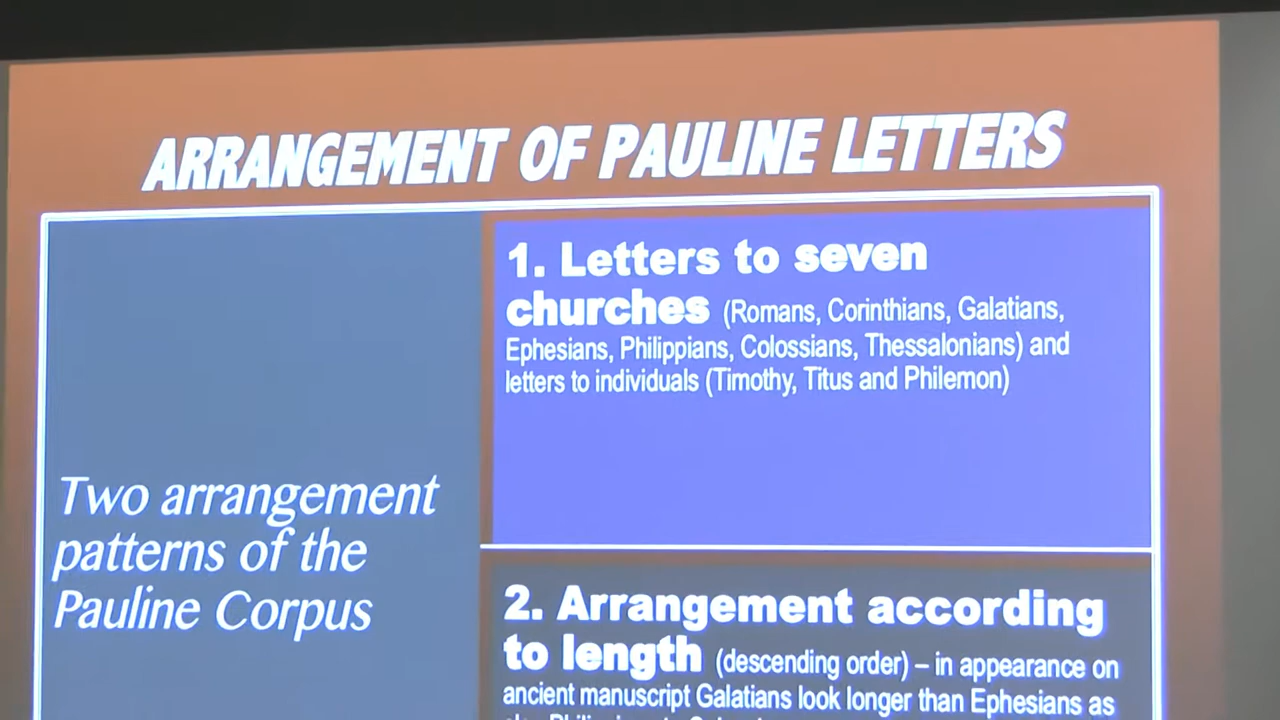 ARRANGEMENT OF PAULINE LETTERS
Two arrangement
patterns of the
Pauline Corpus
1. Letters to seven
churches (Romans, Corinthians, Galatians,
Ephesians, Philippians, Colossians, Thessalonians) and
letters to individuals (Timothy, Titus and Philemon)
2. Arrangement according
to length (descending order) – in appearance on
ancient manuscript Galatians look longer than Ephesians as